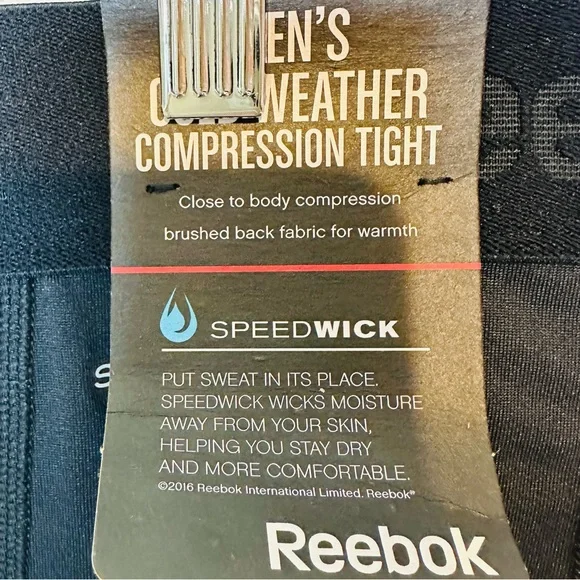 EN'S
WEATHER
COMPRESSION TIGHT
Close to body compression
brushed back fabric for warmth
SPEEDWICK
PUT SWEAT IN ITS PLACE.
SPEEDWICK WICKS MOISTURE
AWAY FROM YOUR SKIN,
HELPING YOU STAY DRY
AND MORE COMFORTABLE.
©2016 Reebok International Limited. Reebok®
Reebok